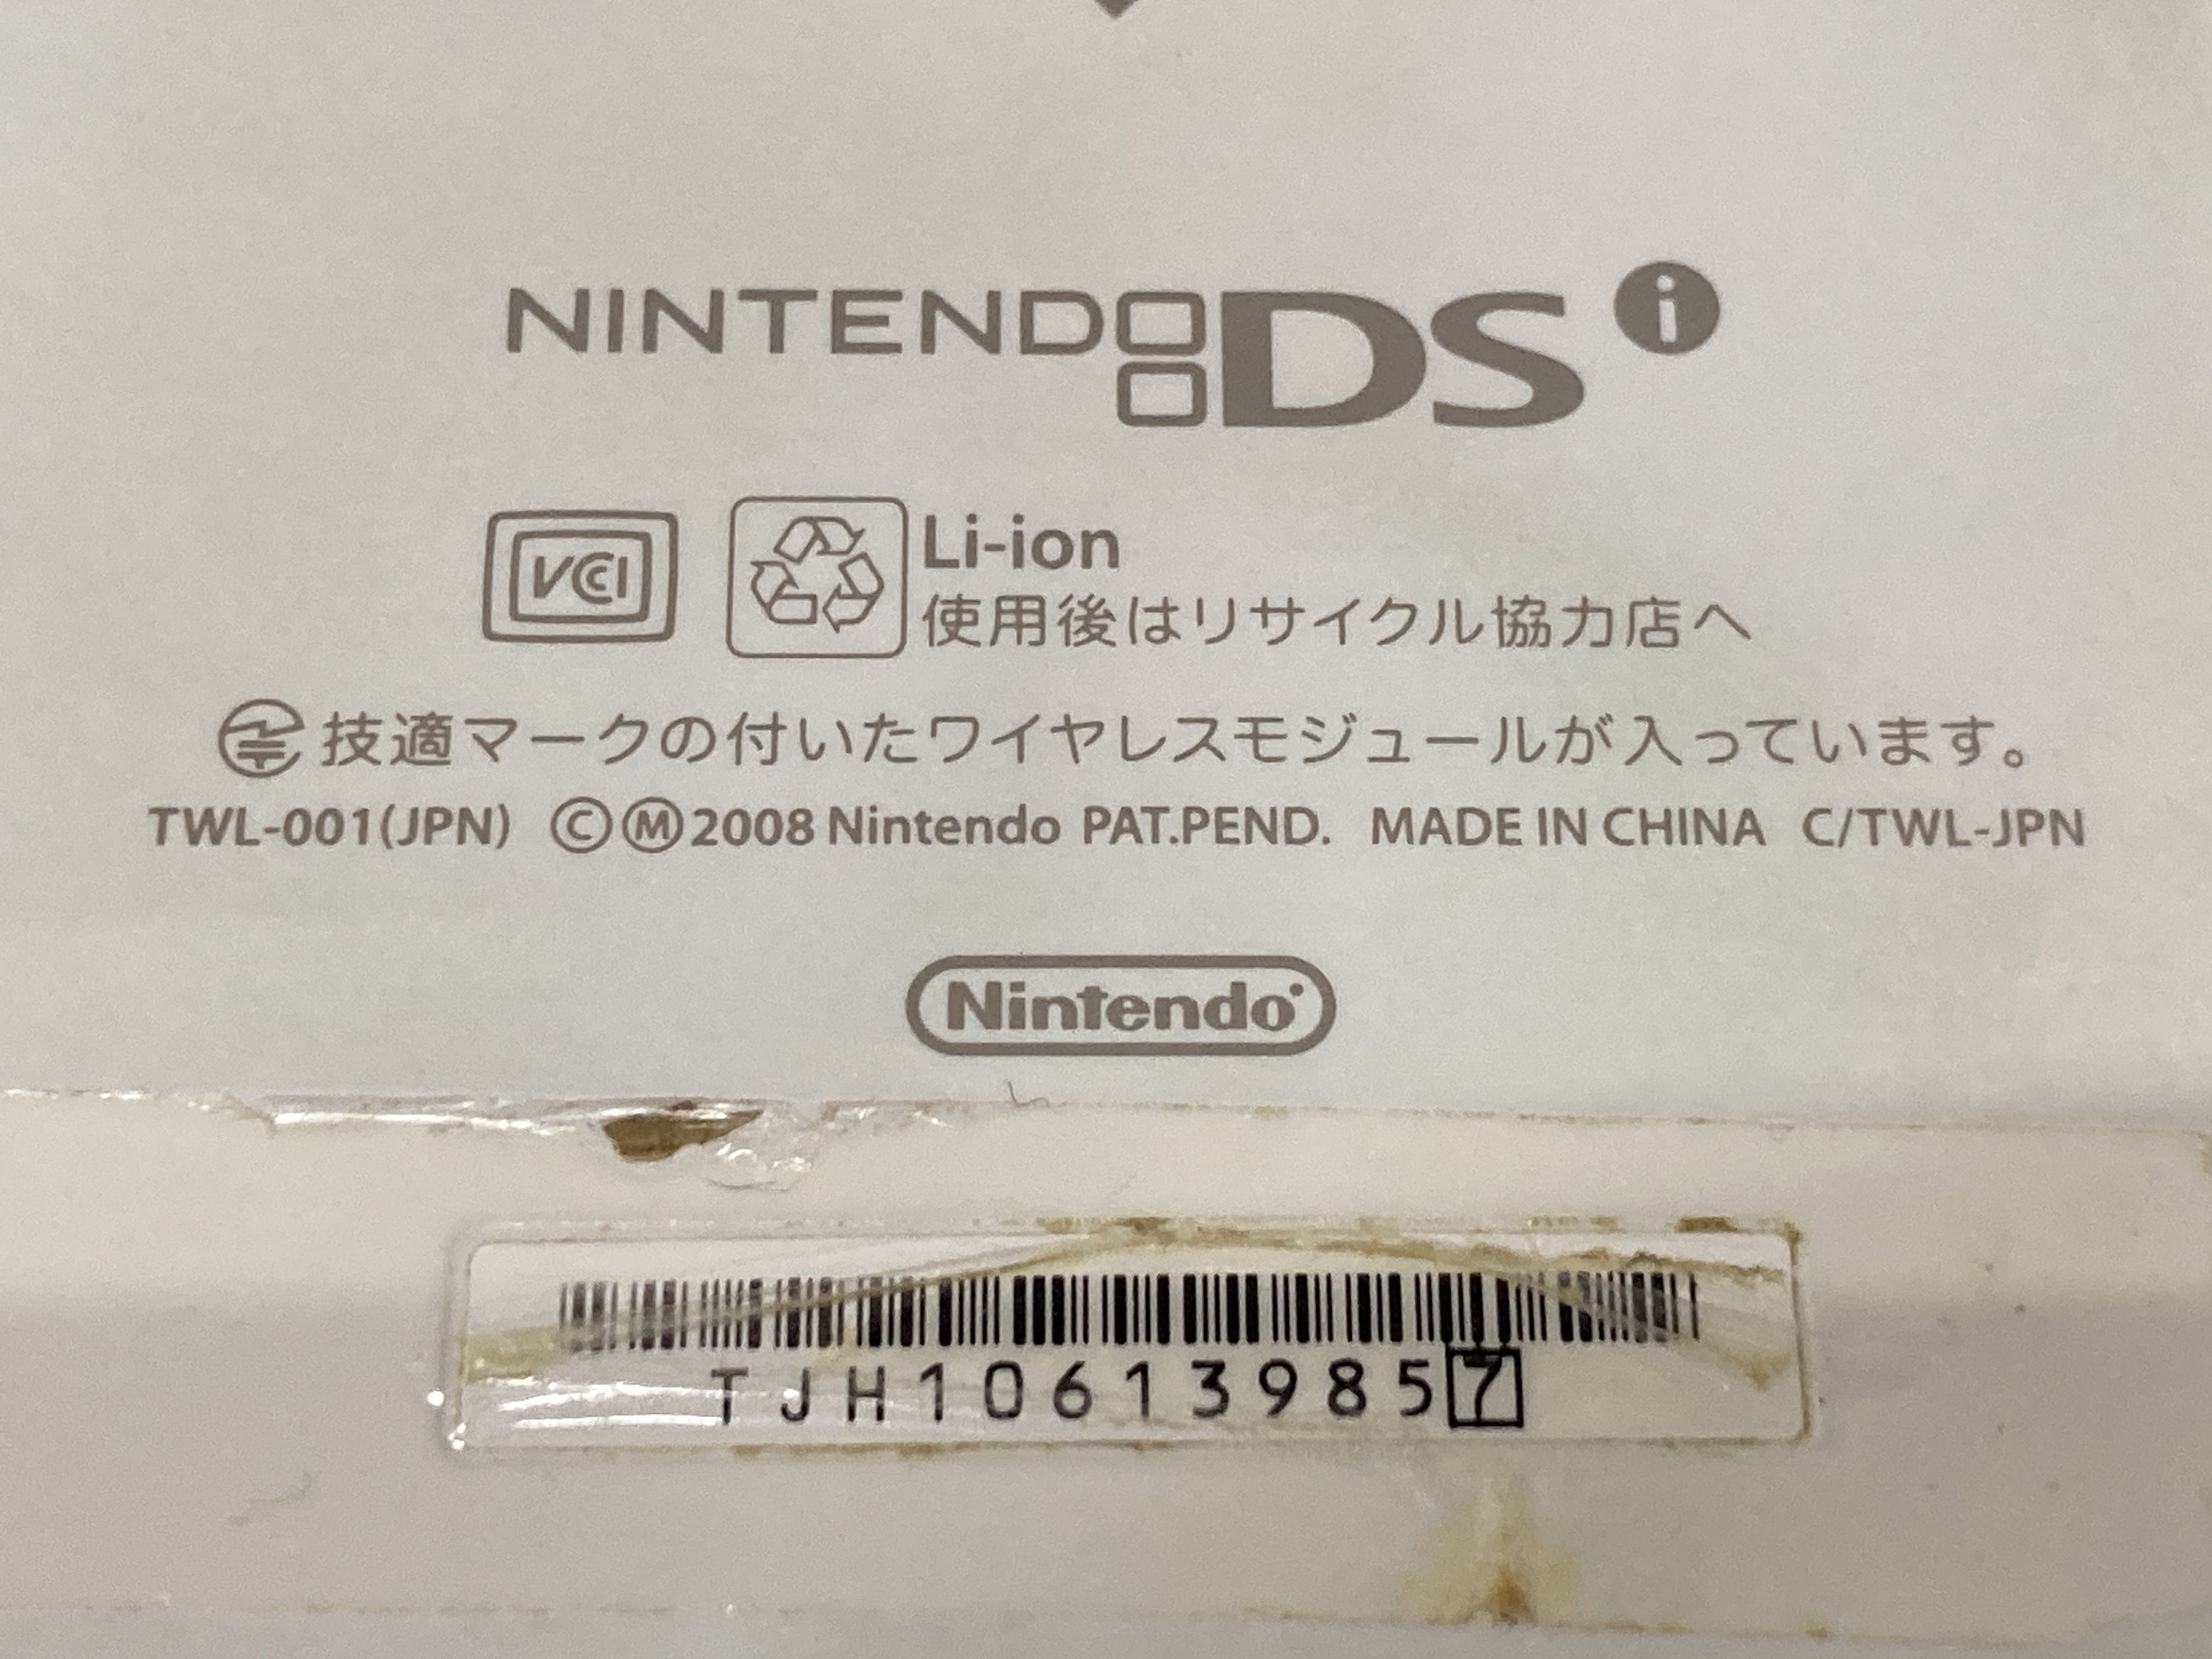 NINTENDO DSi
VCI
Li-ion
使用後はリサイクル協力店へ
技適マークの付いたワイヤレスモジュールが入っています。
TWL-001(JPN) ©Ⓜ2008 Nintendo PAT.PEND. MADE IN CHINA C/TWL-JPN
Nintendo
TJH106139857